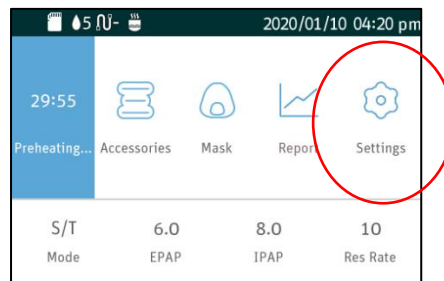 5 2020/01/10 04:20 pm
29:55
Preheating... Accessories Mask Report Settings
S/T 6.0 8.0 10
Mode EPAP IPAP Res Rate